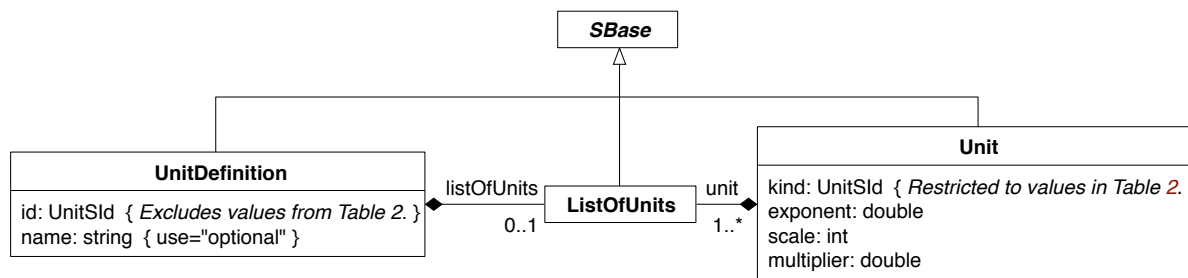 SBase
UnitDefinition
id: UnitSId { Excludes values from Table 2. }
name: string { use="optional" }
listOfUnits
0..1
ListOfUnits
unit
1..*
Unit
kind: UnitSId { Restricted to values in Table 2.
exponent: double
scale: int
multiplier: double